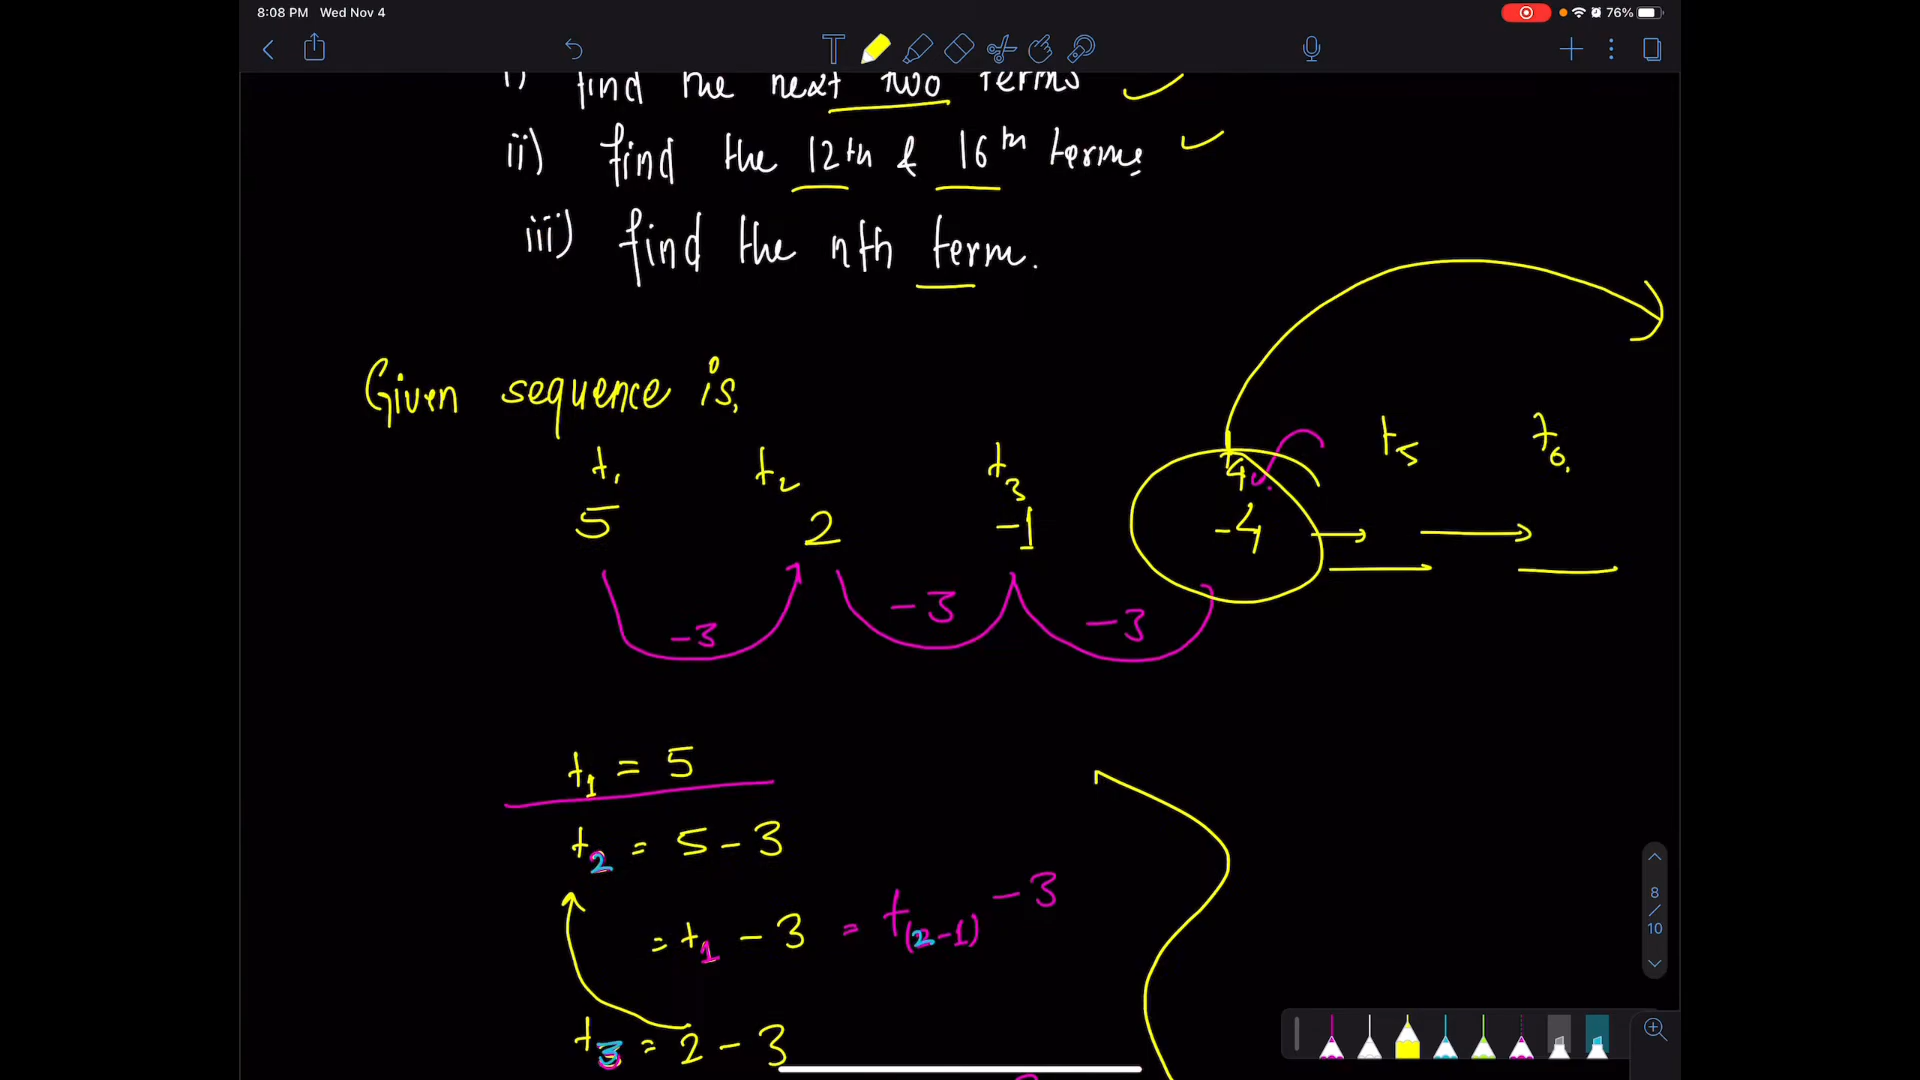 8:08 PM Wed Nov 4 76%
i) find the next two terms
ii) find the 12th & 16th terms
iii) find the nth term.
Given sequence is,
t1 t2 t3 t4 t5 t6.
5 2 -1 -4
-3 -3 -3
t1 = 5
t2 = 5 - 3
= t1 - 3 = t(2-1) - 3
t3 = 2 - 3
8
/
10